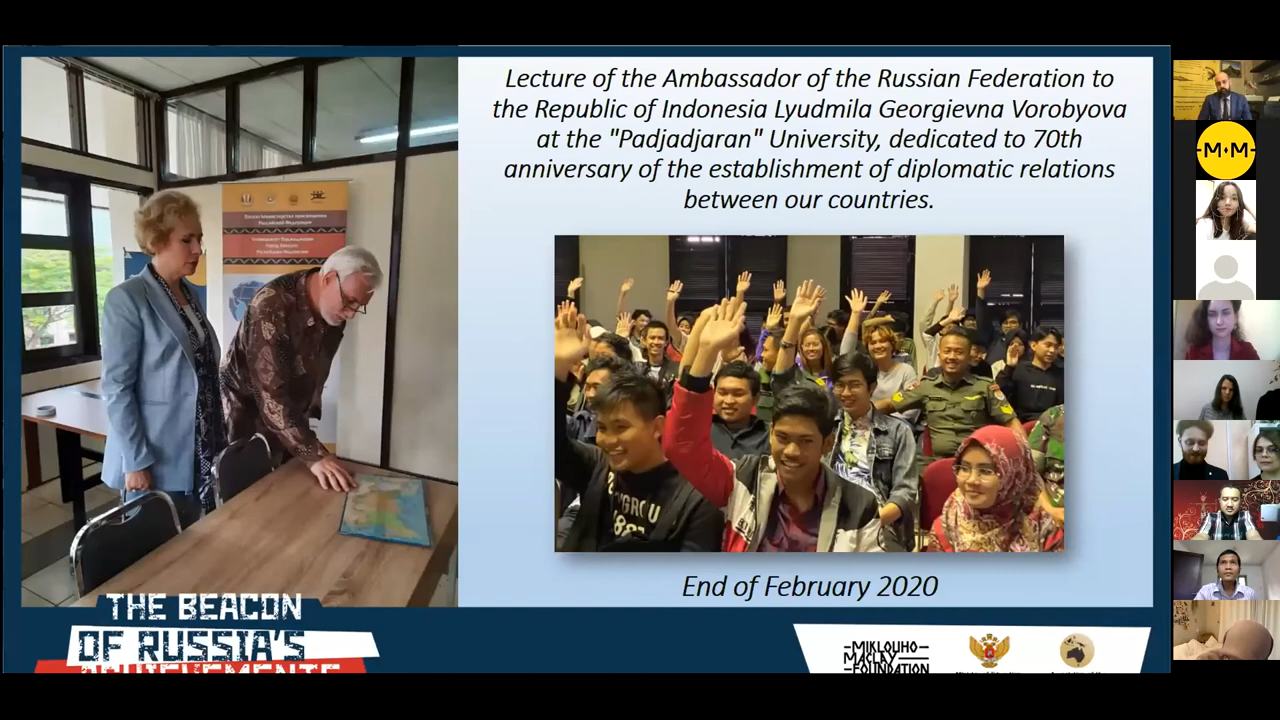 Lecture of the Ambassador of the Russian Federation to
the Republic of Indonesia Lyudmila Georgievna Vorobyova
at the "Padjadjaran" University, dedicated to 70th
anniversary of the establishment of diplomatic relations
between our countries.
End of February 2020
THE BEACON
OF RUSSIA'S
ACHIEVEMENTS
-MIKLOUHO
MACLAY-
-FOUNDATION
-M·M-